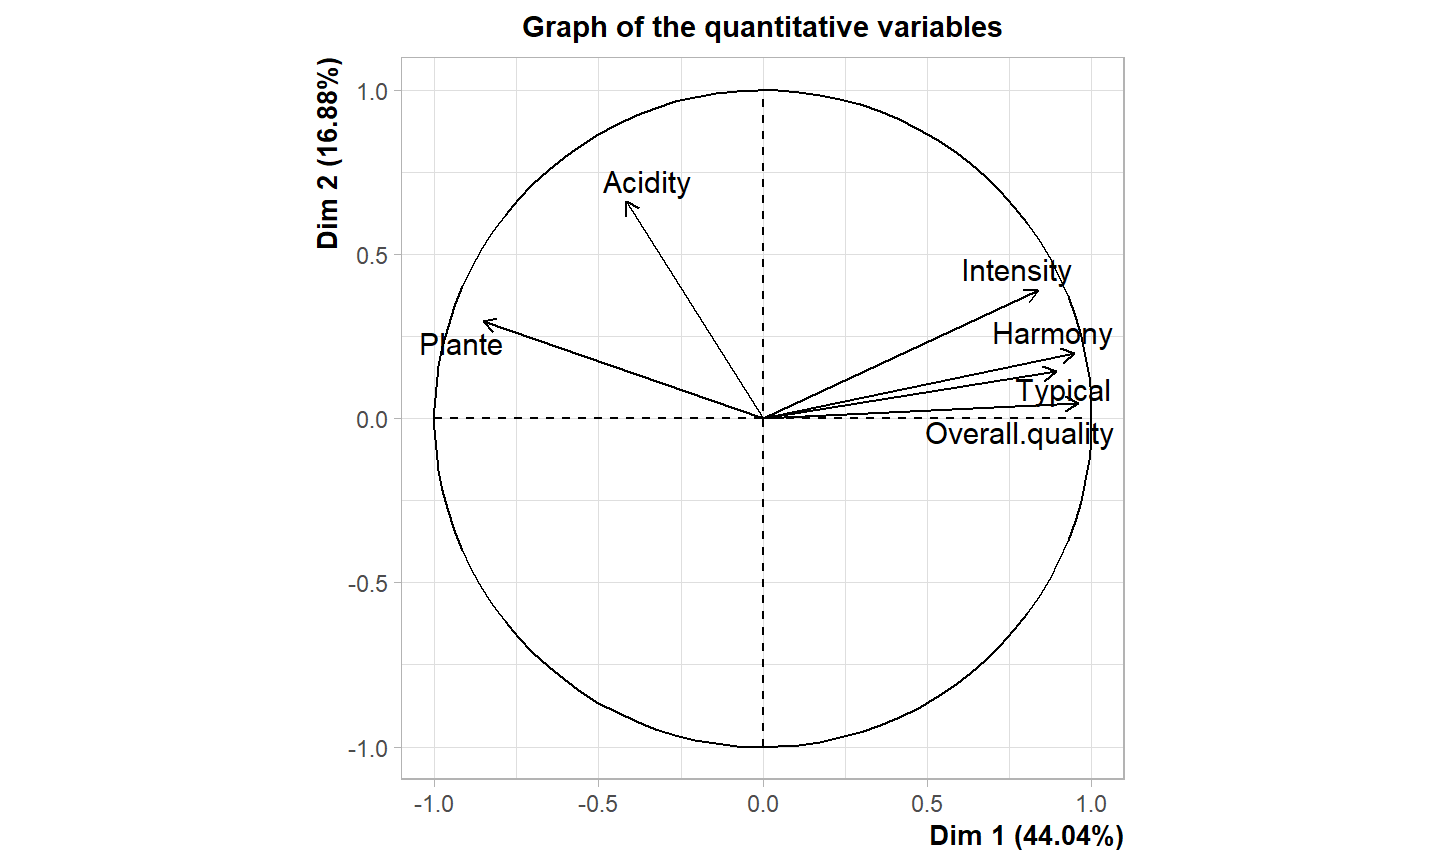 Graph of the quantitative variables
Dim 2 (16.88%)
1.0
0.5
0.0
-0.5
-1.0
Acidity
Intensity
Harmony
Plante
Typical
Overall.quality
-1.0
-0.5
0.0
0.5
1.0
Dim 1 (44.04%)